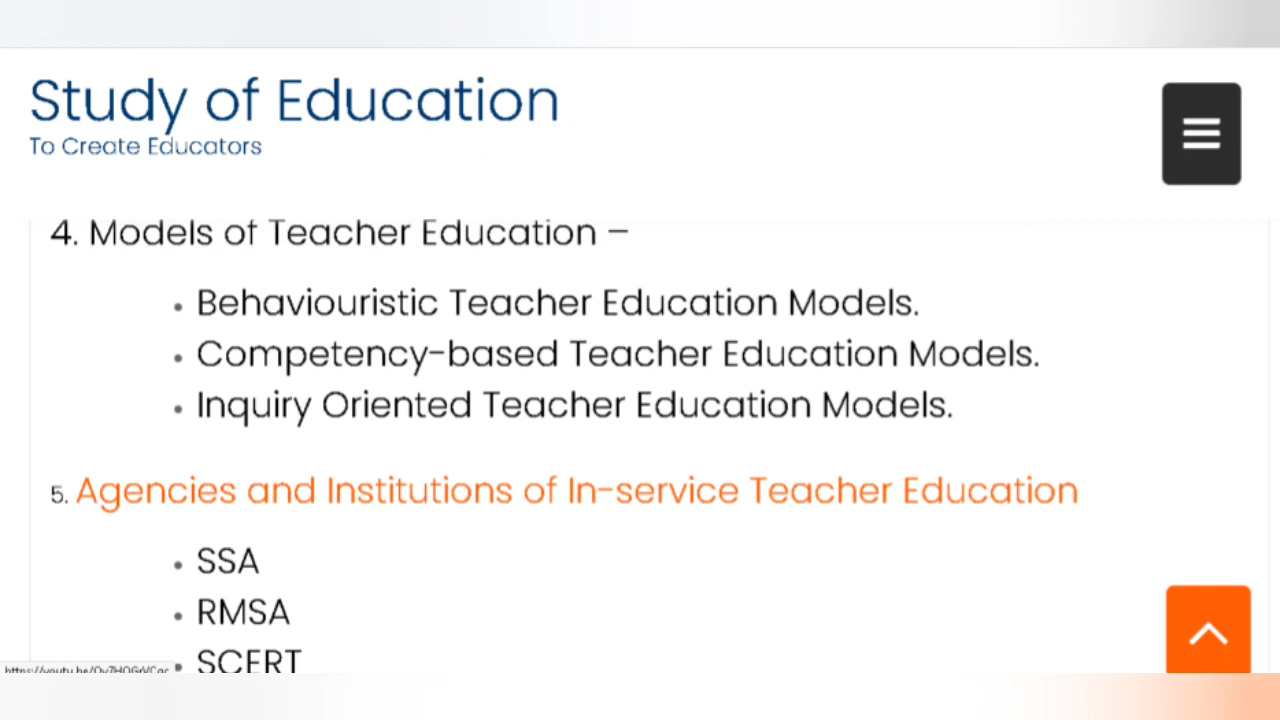 Study of Education
To Create Educators
4. Models of Teacher Education –
• Behaviouristic Teacher Education Models.
• Competency-based Teacher Education Models.
• Inquiry Oriented Teacher Education Models.
5. Agencies and Institutions of In-service Teacher Education
• SSA
• RMSA
• SCERT